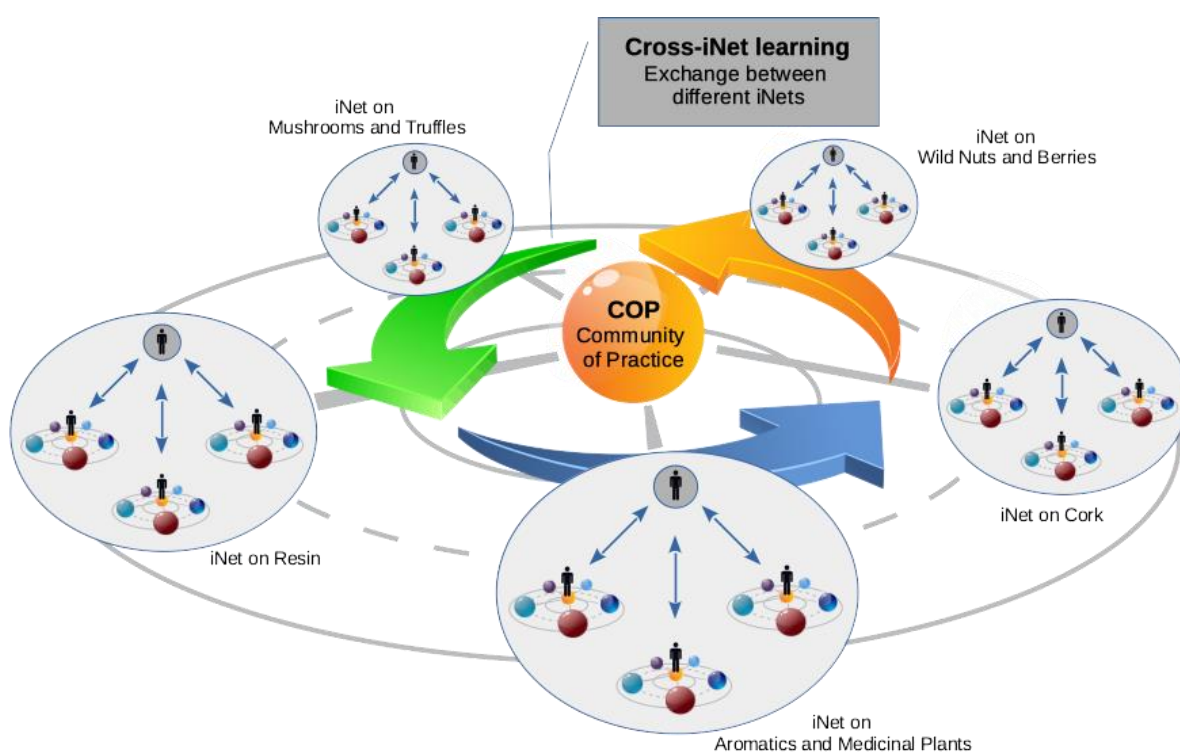 Cross-iNet learning
Exchange between
different iNets
iNet on
Mushrooms and Truffles
iNet on
Wild Nuts and Berries
COP
Community
of Practice
iNet on Cork
iNet on Resin
iNet on
Aromatics and Medicinal Plants